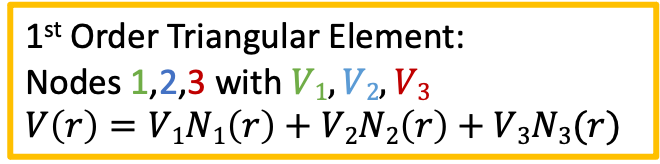 1ˢᵗ Order Triangular Element:
Nodes 1,2,3 with V₁, V₂, V₃
V(r) = V₁N₁(r) + V₂N₂(r) + V₃N₃(r)